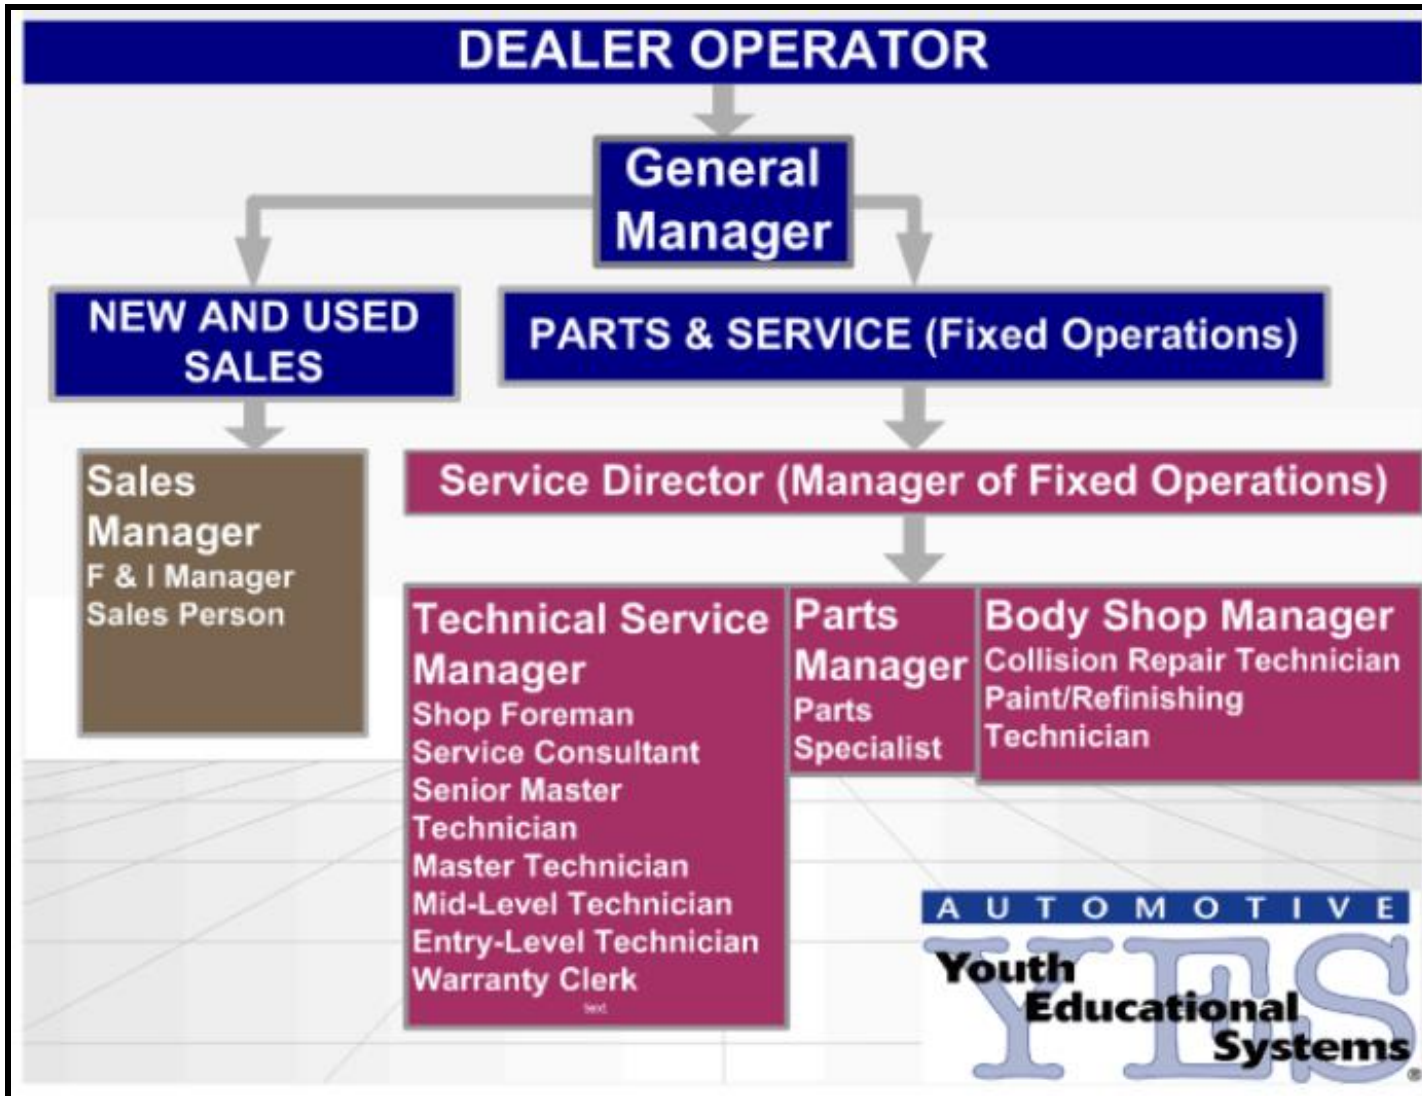 DEALER OPERATOR
General
Manager
NEW AND USED
SALES
PARTS & SERVICE (Fixed Operations)
Sales
Manager
F & I Manager
Sales Person
Service Director (Manager of Fixed Operations)
Technical Service
Manager
Shop Foreman
Service Consultant
Senior Master
Technician
Master Technician
Mid-Level Technician
Entry-Level Technician
Warranty Clerk
text
Parts
Manager
Parts
Specialist
Body Shop Manager
Collision Repair Technician
Paint/Refinishing
Technician
AUTOMOTIVE
YES
Youth
Educational
Systems
®